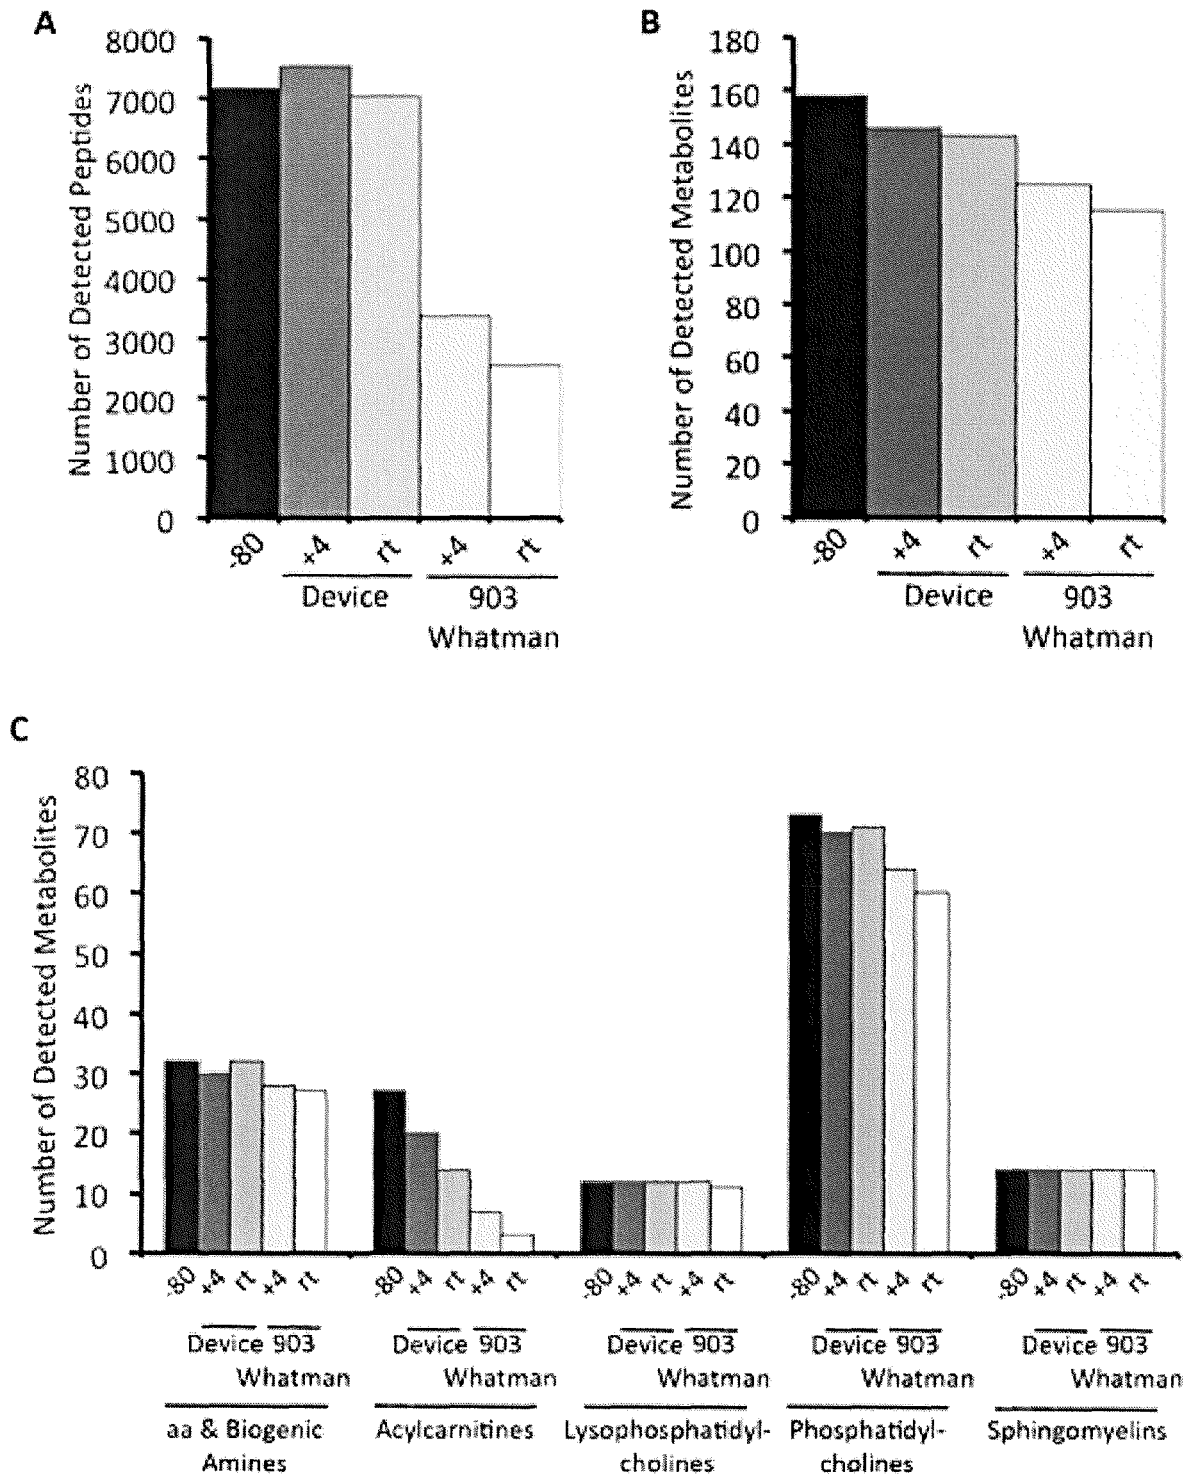 A
Number of Detected Peptides
8000
7000
6000
5000
4000
3000
2000
1000
0
-80 +4 rt +4 rt
Device 903
Whatman
B
Number of Detected Metabolites
180
160
140
120
100
80
60
40
20
0
-80 +4 rt +4 rt
Device 903
Whatman
C
Number of Detected Metabolites
80
70
60
50
40
30
20
10
0
-80 +4 rt +4 rt -80 +4 rt +4 rt -80 +4 rt +4 rt -80 +4 rt +4 rt -80 +4 rt +4 rt
Device 903 Device 903 Device 903 Device 903 Device 903
Whatman Whatman Whatman Whatman Whatman
aa & Biogenic Acylcarnitines Lysophosphatidyl- Phosphatidyl- Sphingomyelins
Amines cholines cholines